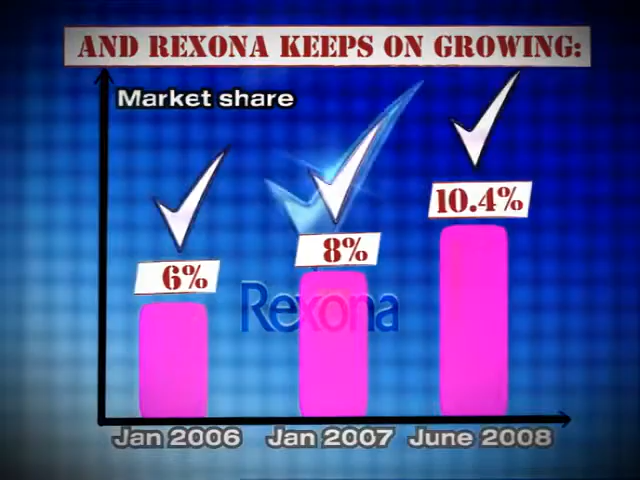 AND REXONA KEEPS ON GROWING:
Market share
10.4%
8%
6%
Rexona
Jan 2006 Jan 2007 June 2008